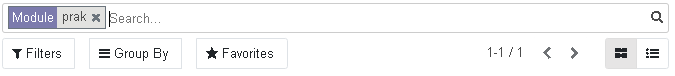 Module prak Search...
Filters Group By Favorites 1-1 / 1